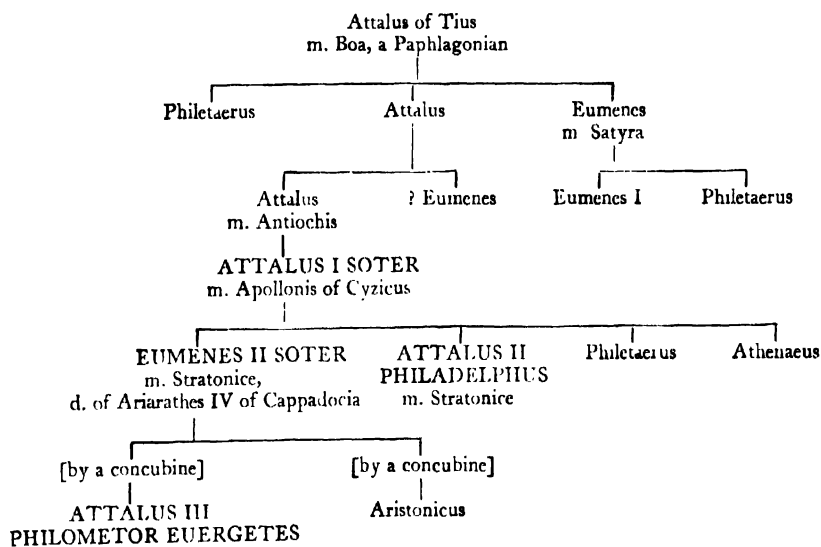 Attalus of Tius
m. Boa, a Paphlagonian
Philetaerus
Attalus
Eumenes
m Satyra
Attalus
m. Antiochis
? Eumenes
Eumenes I
Philetaerus
ATTALUS I SOTER
m. Apollonis of Cyzicus
EUMENES II SOTER
m. Stratonice,
d. of Ariarathes IV of Cappadocia
ATTALUS II
PHILADELPHUS
m. Stratonice
Philetaerus
Athenaeus
[by a concubine]
ATTALUS III
PHILOMETOR EUERGETES
[by a concubine]
Aristonicus